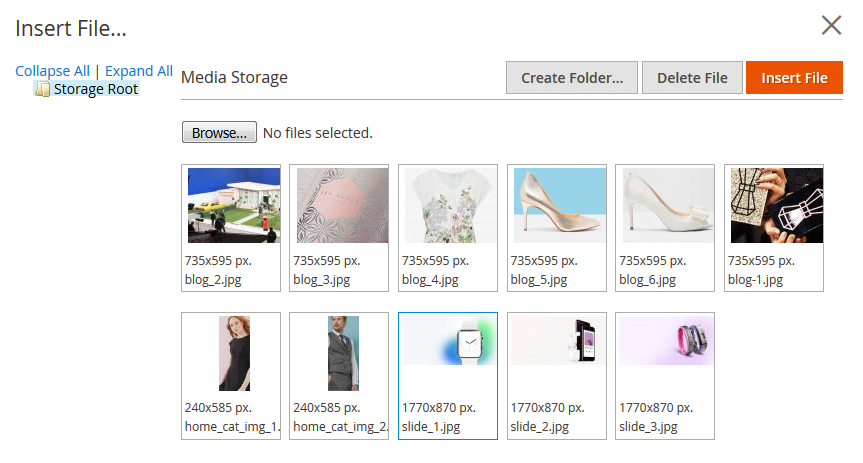 Insert File...
Collapse All | Expand All
Storage Root
Media Storage
Create Folder...
Delete File
Insert File
Browse...
No files selected.
735x595 px.
blog_2.jpg
735x595 px.
blog_3.jpg
735x595 px.
blog_4.jpg
735x595 px.
blog_5.jpg
735x595 px.
blog_6.jpg
735x595 px.
blog-1.jpg
240x585 px.
home_cat_img_1.
240x585 px.
home_cat_img_2.
1770x870 px.
slide_1.jpg
1770x870 px.
slide_2.jpg
1770x870 px.
slide_3.jpg